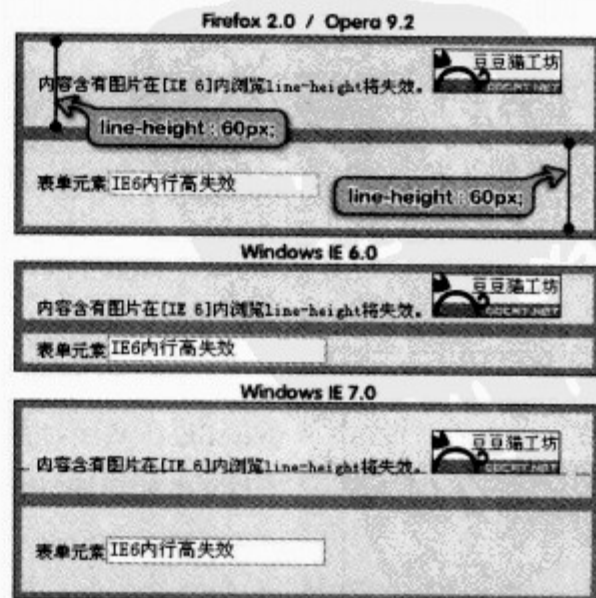 Firefox 2.0 / Opera 9.2
豆豆猫工坊
内容含有图片在[IE 6]内浏览line-height将失效。
line-height : 60px;
表单元素 IE6内行高失效
line-height : 60px;
Windows IE 6.0
豆豆猫工坊
内容含有图片在[IE 6]内浏览line-height将失效。
表单元素 IE6内行高失效
Windows IE 7.0
豆豆猫工坊
内容含有图片在[IE 6]内浏览line-height将失效。
表单元素 IE6内行高失效